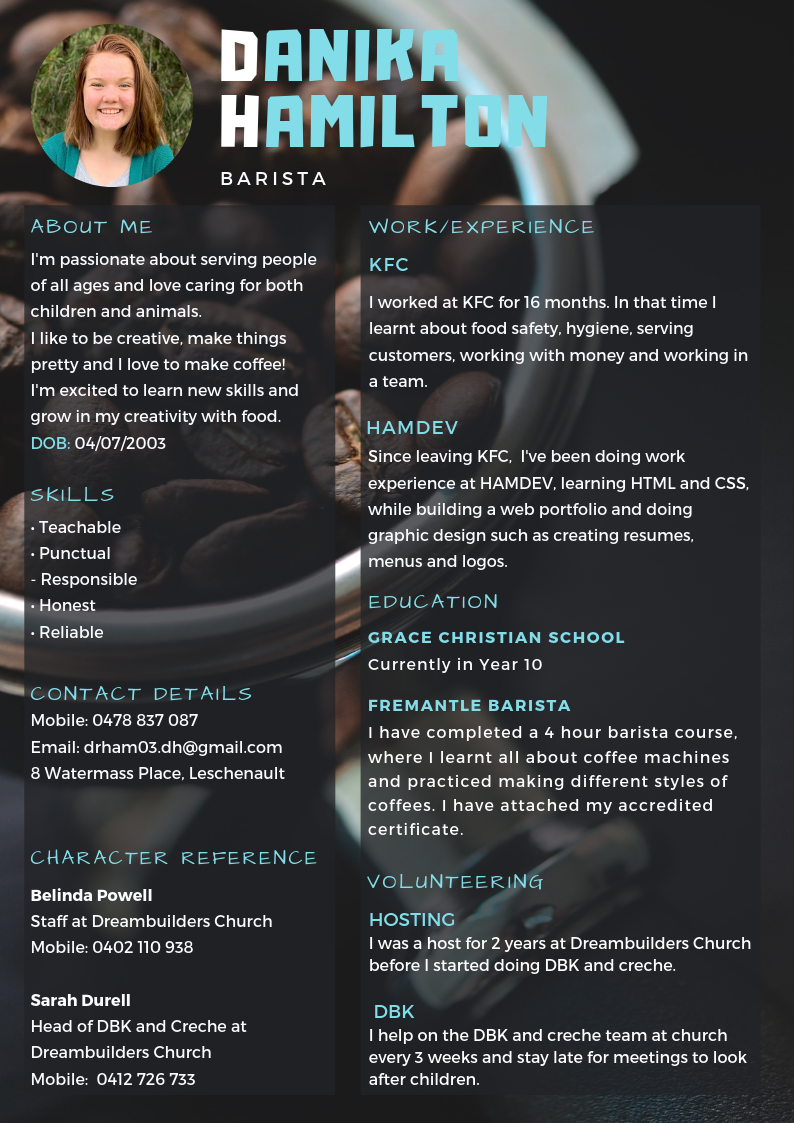 DANIKA
HAMILTON
BARISTA
ABOUT ME
I'm passionate about serving people
of all ages and love caring for both
children and animals.
I like to be creative, make things
pretty and I love to make coffee!
I'm excited to learn new skills and
grow in my creativity with food.
DOB: 04/07/2003
SKILLS
• Teachable
• Punctual
- Responsible
• Honest
• Reliable
CONTACT DETAILS
Mobile: 0478 837 087
Email: drham03.dh@gmail.com
8 Watermass Place, Leschenault
CHARACTER REFERENCE
Belinda Powell
Staff at Dreambuilders Church
Mobile: 0402 110 938
Sarah Durell
Head of DBK and Creche at
Dreambuilders Church
Mobile:  0412 726 733
WORK/EXPERIENCE
KFC
I worked at KFC for 16 months. In that time I
learnt about food safety, hygiene, serving
customers, working with money and working in
a team.
HAMDEV
Since leaving KFC,  I've been doing work
experience at HAMDEV, learning HTML and CSS,
while building a web portfolio and doing
graphic design such as creating resumes,
menus and logos.
EDUCATION
GRACE CHRISTIAN SCHOOL
Currently in Year 10
FREMANTLE BARISTA
I have completed a 4 hour barista course,
where I learnt all about coffee machines
and practiced making different styles of
coffees. I have attached my accredited
certificate.
VOLUNTEERING
HOSTING
I was a host for 2 years at Dreambuilders Church
before I started doing DBK and creche.
DBK
I help on the DBK and creche team at church
every 3 weeks and stay late for meetings to look
after children.